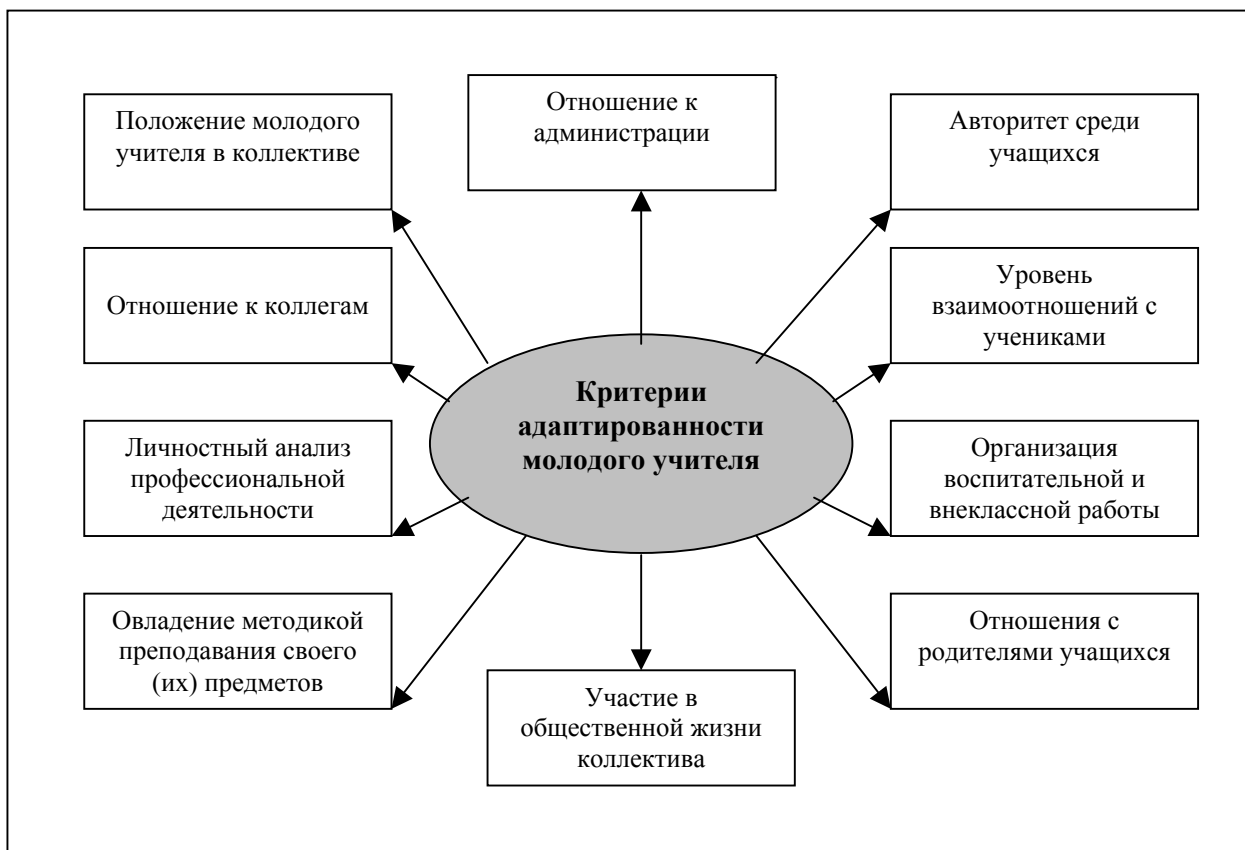 Отношение к
администрации
Положение молодого
учителя в коллективе
Авторитет среди
учащихся
Отношение к коллегам
Уровень
взаимоотношений с
учениками
Критерии
адаптированности
молодого учителя
Личностный анализ
профессиональной
деятельности
Организация
воспитательной и
внеклассной работы
Овладение методикой
преподавания своего
(их) предметов
Отношения с
родителями учащихся
Участие в
общественной жизни
коллектива